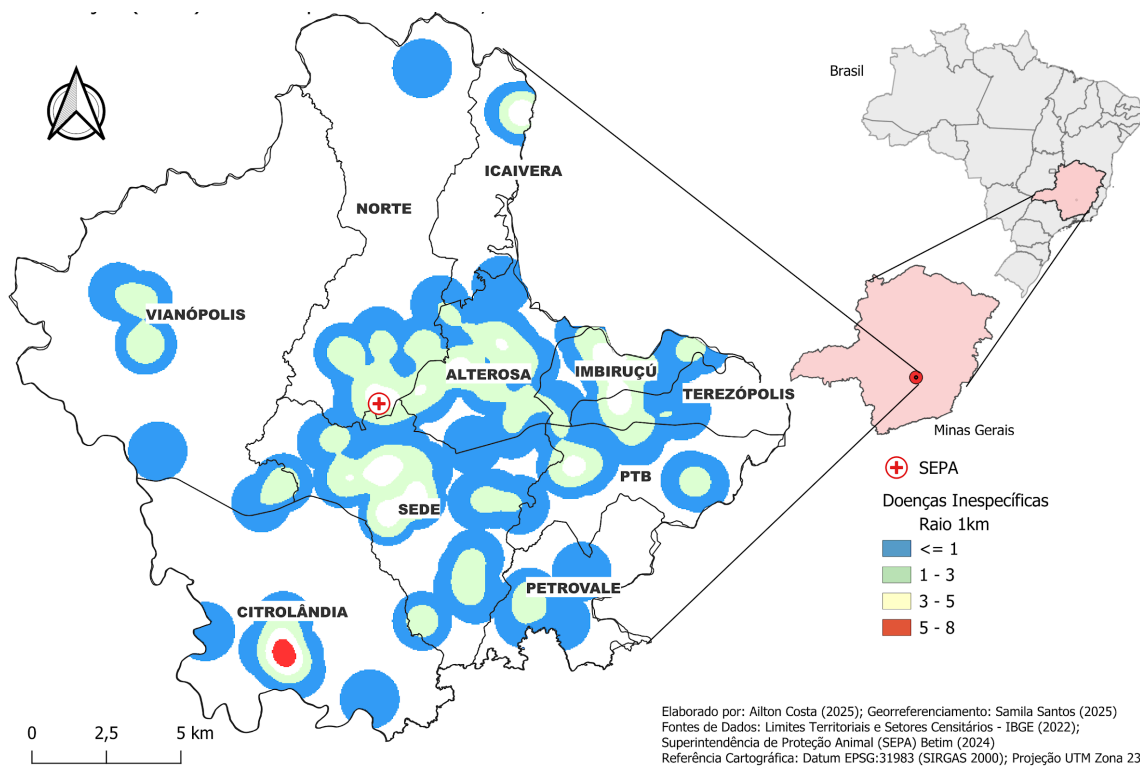 Brasil
ICAIVERA
NORTE
VIANÓPOLIS
ALTEROSA
IMBIRUÇÚ
TEREZÓPOLIS
Minas Gerais
PTB
SEDE
PETROVALE
CITROLÂNDIA
SEPA
Doenças Inespecíficas
Raio 1km
<= 1
1 - 3
3 - 5
5 - 8
0 2,5 5 km
Elaborado por: Ailton Costa (2025); Georreferenciamento: Samila Santos (2025)
Fontes de Dados: Limites Territoriais e Setores Censitários - IBGE (2022);
Superintendência de Proteção Animal (SEPA) Betim (2024)
Referência Cartográfica: Datum EPSG:31983 (SIRGAS 2000); Projeção UTM Zona 23